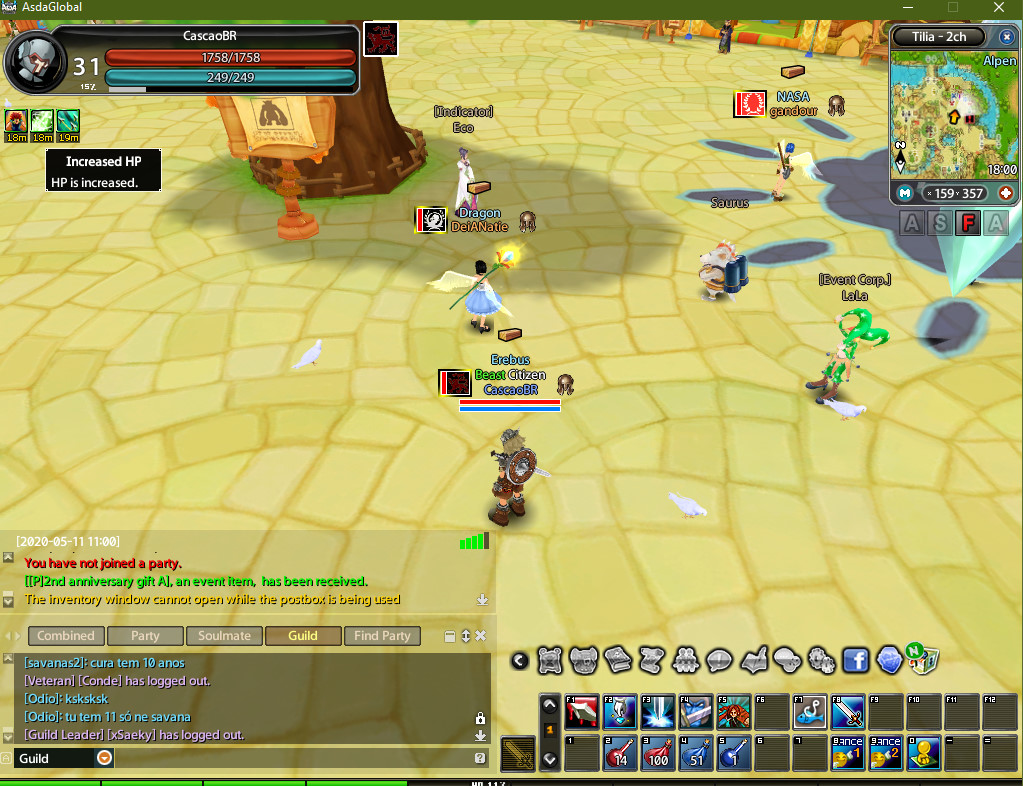 AsdaGlobal
CascaoBR
31
1758/1758
249/249
15%
18m 18m 19m
Increased HP
HP is increased.
Tilia - 2ch
Alpen
N
18:00
M
x 159 Y 357
A S F A
[Indicator]
Eco
NASA
gandour
Dragon
DeiANatie
Saurus
[Event Corp.]
LaLa
Erebus
Beast Citizen
CascaoBR
[2020-05-11 11:00]
You have not joined a party.
[[P]2nd anniversary gift A], an event item, has been received.
The inventory window cannot open while the postbox is being used
Combined Party Soulmate Guild Find Party
[savanas2]: cura tem 10 anos
[Veteran] [Conde] has logged out.
[Odio]: ksksksk
[Odio]: tu tem 11 só ne savana
[Guild Leader] [xSaeky] has logged out.
Guild
N
F1 F2 F3 F4 F5 F6 F7 F8 F9 F10 F11 F12
1
1 2 3 4 5 6 7 0 - =
14 100 51 1 1 2